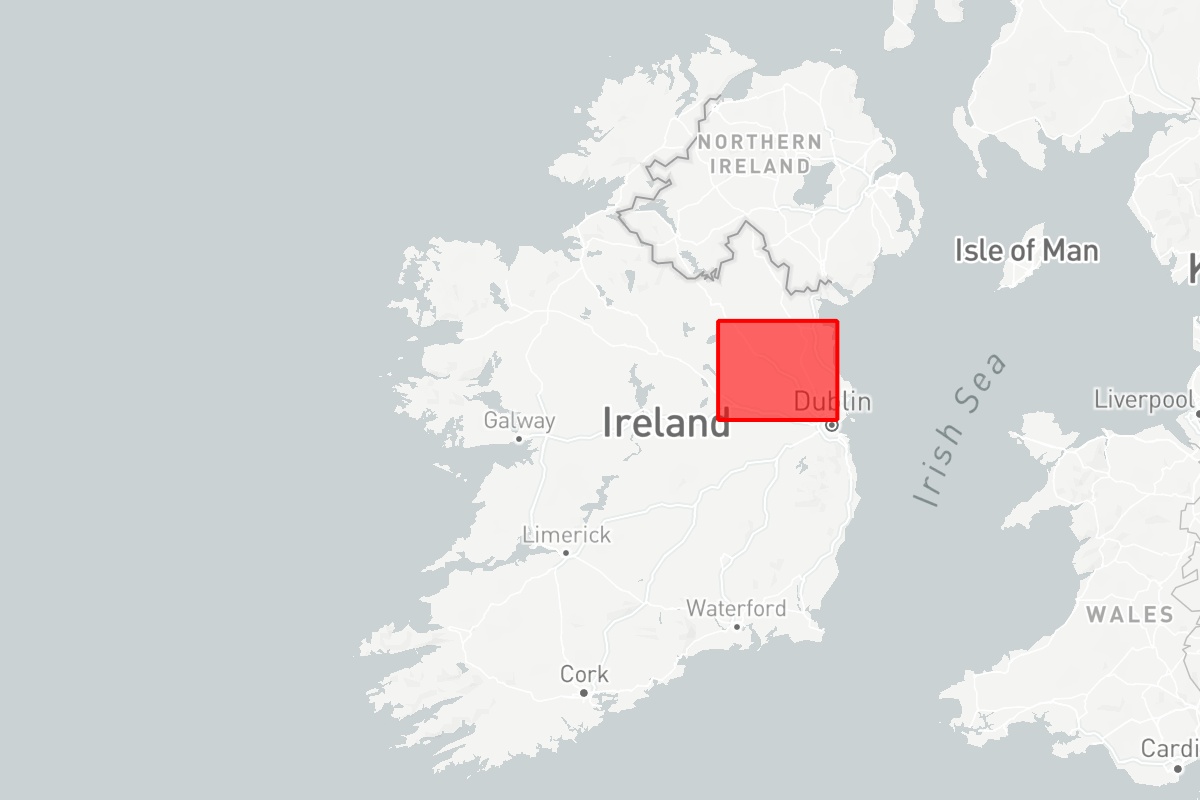 NORTHERN
IRELAND
Isle of Man
Irish Sea
Dublin
Liverpool
Galway
Ireland
Limerick
Waterford
WALES
Cork
Cardi
K